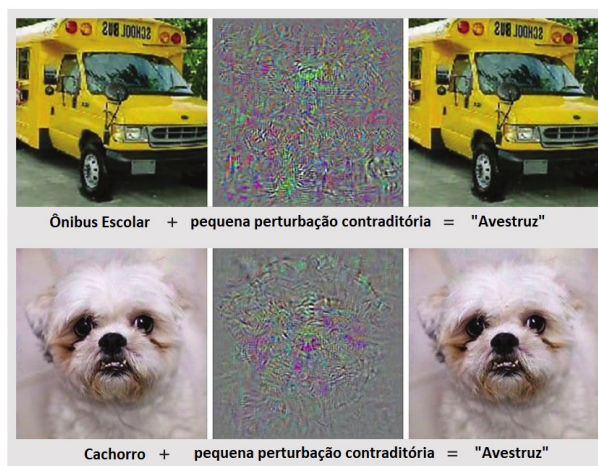 SCHOOL BUS
SCHOOL BUS
Ônibus Escolar + pequena perturbação contraditória = "Avestruz"
Cachorro + pequena perturbação contraditória = "Avestruz"